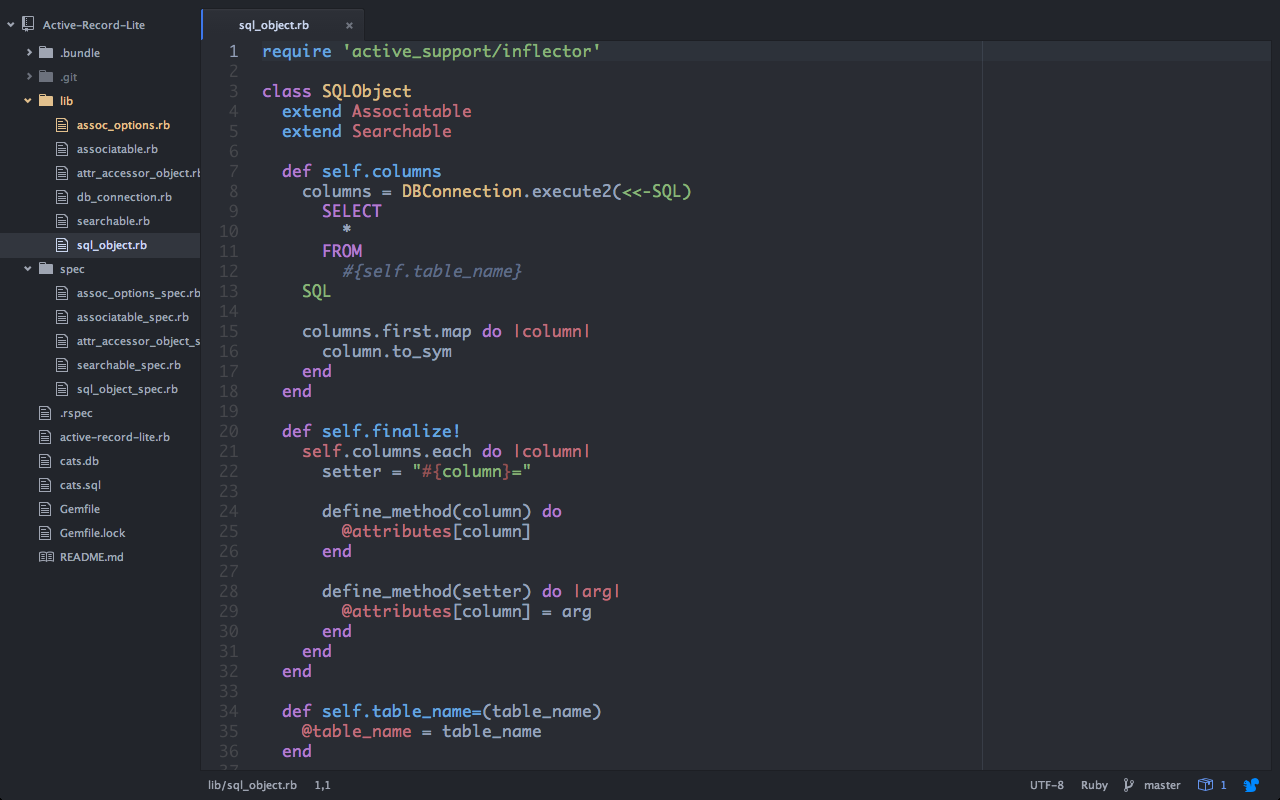 Active-Record-Lite
.bundle
.git
lib
assoc_options.rb
associatable.rb
attr_accessor_object.rb
db_connection.rb
searchable.rb
sql_object.rb
spec
assoc_options_spec.rb
associatable_spec.rb
attr_accessor_object_s
searchable_spec.rb
sql_object_spec.rb
.rspec
active-record-lite.rb
cats.db
cats.sql
Gemfile
Gemfile.lock
README.md
sql_object.rb ×
1 require 'active_support/inflector'
2
3 class SQLObject
4 extend Associatable
5 extend Searchable
6
7 def self.columns
8 columns = DBConnection.execute2(<<-SQL)
9 SELECT
10 *
11 FROM
12 #{self.table_name}
13 SQL
14
15 columns.first.map do |column|
16 column.to_sym
17 end
18 end
19
20 def self.finalize!
21 self.columns.each do |column|
22 setter = "#{column}="
23
24 define_method(column) do
25 @attributes[column]
26 end
27
28 define_method(setter) do |arg|
29 @attributes[column] = arg
30 end
31 end
32 end
33
34 def self.table_name=(table_name)
35 @table_name = table_name
36 end
37
lib/sql_object.rb 1,1 UTF-8 Ruby master 1